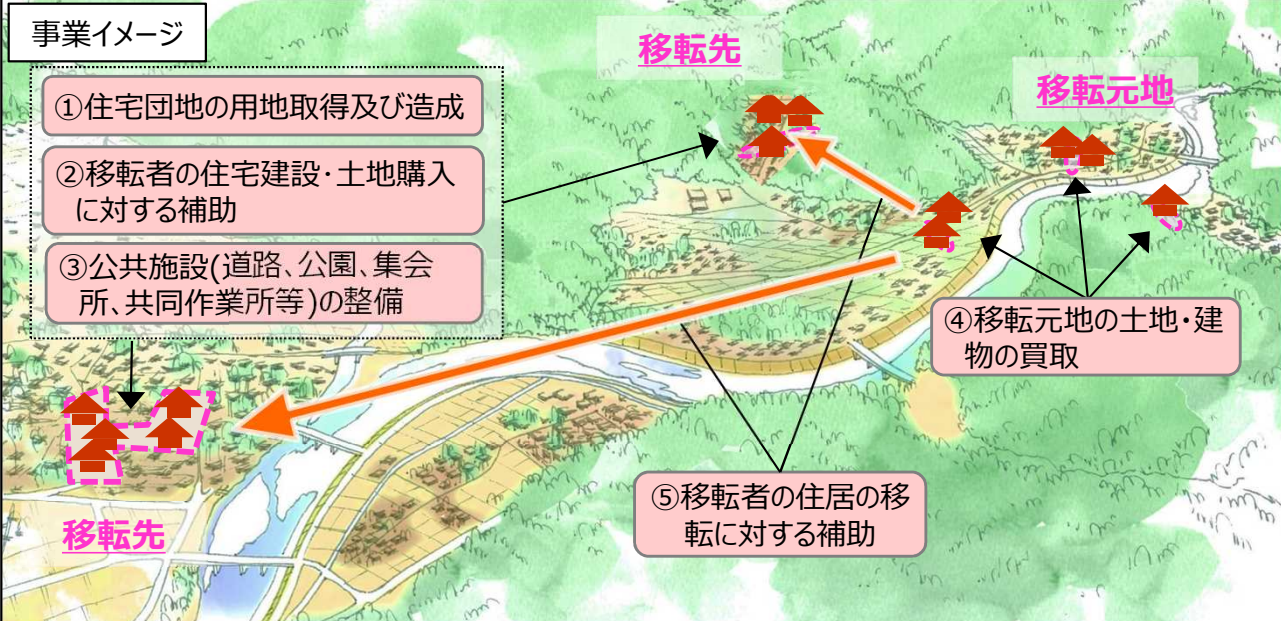 事業イメージ
移転先
移転元地
①住宅団地の用地取得及び造成
②移転者の住宅建設・土地購入
に対する補助
③公共施設(道路、公園、集会
所、共同作業所等)の整備
④移転元地の土地・建
物の買取
⑤移転者の住居の移
転に対する補助
移転先